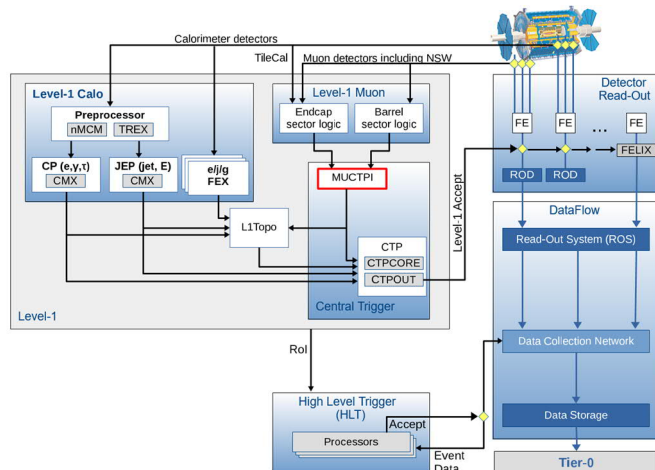 Calorimeter detectors
TileCal
Muon detectors including NSW
Level-1 Calo
Preprocessor
nMCM
TREX
CP (e,γ,τ)
CMX
JEP (jet, E)
CMX
e/j/g
FEX
Level-1 Muon
Endcap
sector logic
Barrel
sector logic
MUCTPI
L1Topo
CTP
CTPCORE
CTPOUT
Central Trigger
Level-1
Level-1 Accept
Detector
Read-Out
FE
FE
FE
...
FELIX
ROD
ROD
DataFlow
Read-Out System (ROS)
Data Collection Network
Data Storage
Tier-0
RoI
High Level Trigger
(HLT)
Accept
Processors
Event
Data